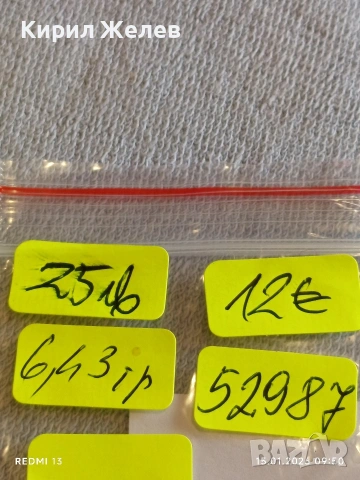 Кирил Желев
25лв
12€
6,43гр
52987
REDMI 13
15.01.2025 09:50
BAZAR